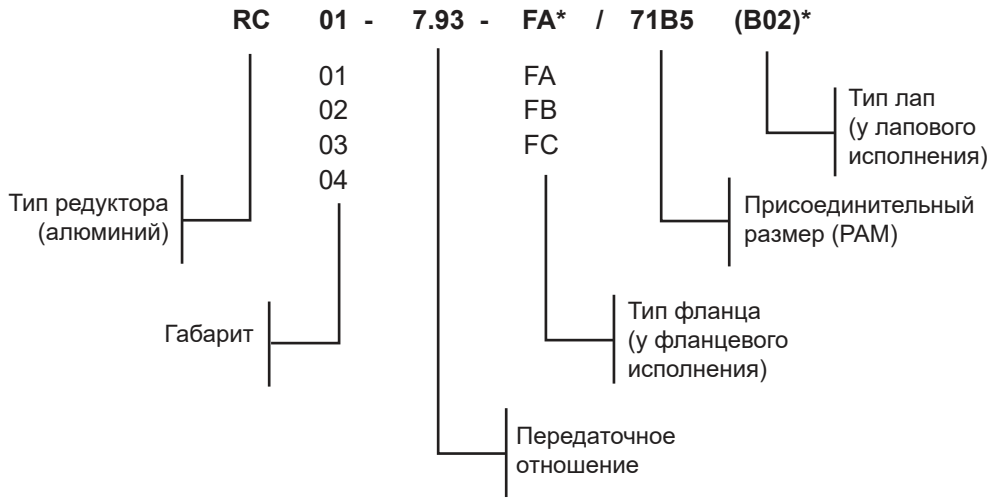 RC 01 - 7.93 - FA* / 71B5 (B02)*
01 FA
02 FB
03 FC
04
Тип лап
(у лапового
исполнения)
Тип редуктора
(алюминий)
Присоединительный
размер (PAM)
Габарит
Тип фланца
(у фланцевого
исполнения)
Передаточное
отношение